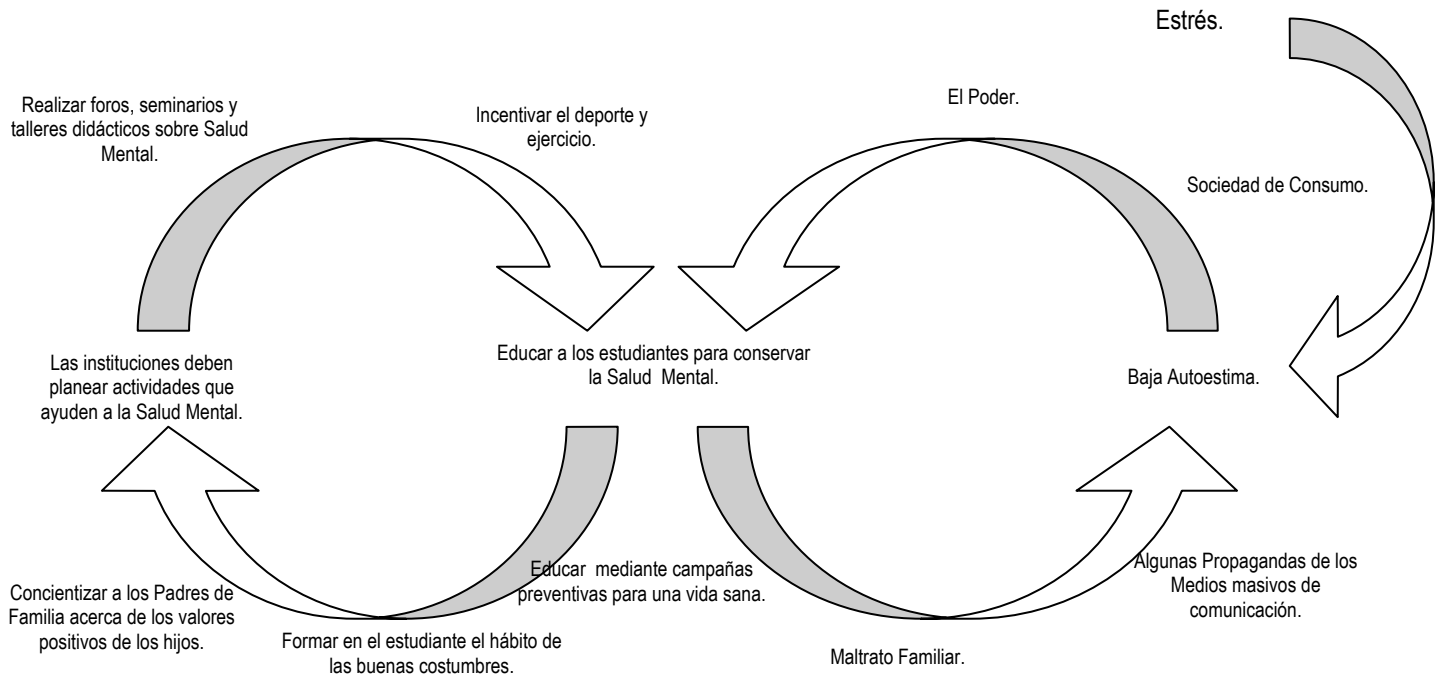 Estrés.
El Poder.
Realizar foros, seminarios y
talleres didácticos sobre Salud
Mental.
Incentivar el deporte y
ejercicio.
Sociedad de Consumo.
Las instituciones deben
planear actividades que
ayuden a la Salud Mental.
Educar a los estudiantes para conservar
la Salud Mental.
Baja Autoestima.
Educar mediante campañas
preventivas para una vida sana.
Algunas Propagandas de los
Medios masivos de
comunicación.
Concientizar a los Padres de
Familia acerca de los valores
positivos de los hijos.
Formar en el estudiante el hábito de
las buenas costumbres.
Maltrato Familiar.